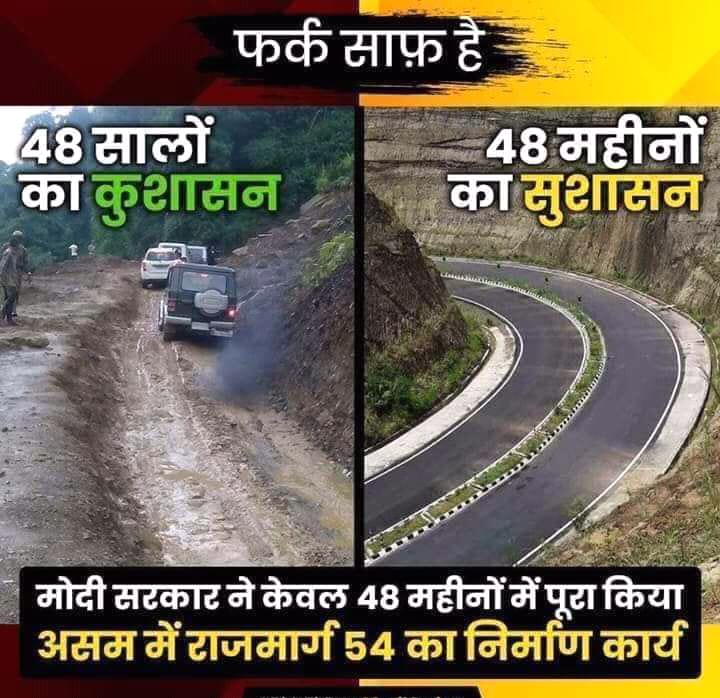 फर्क साफ़ है
48 सालों
का कुशासन
48 महीनों
का सुशासन
मोदी सरकार ने केवल 48 महीनों में पूरा किया
असम में राजमार्ग 54 का निर्माण कार्य